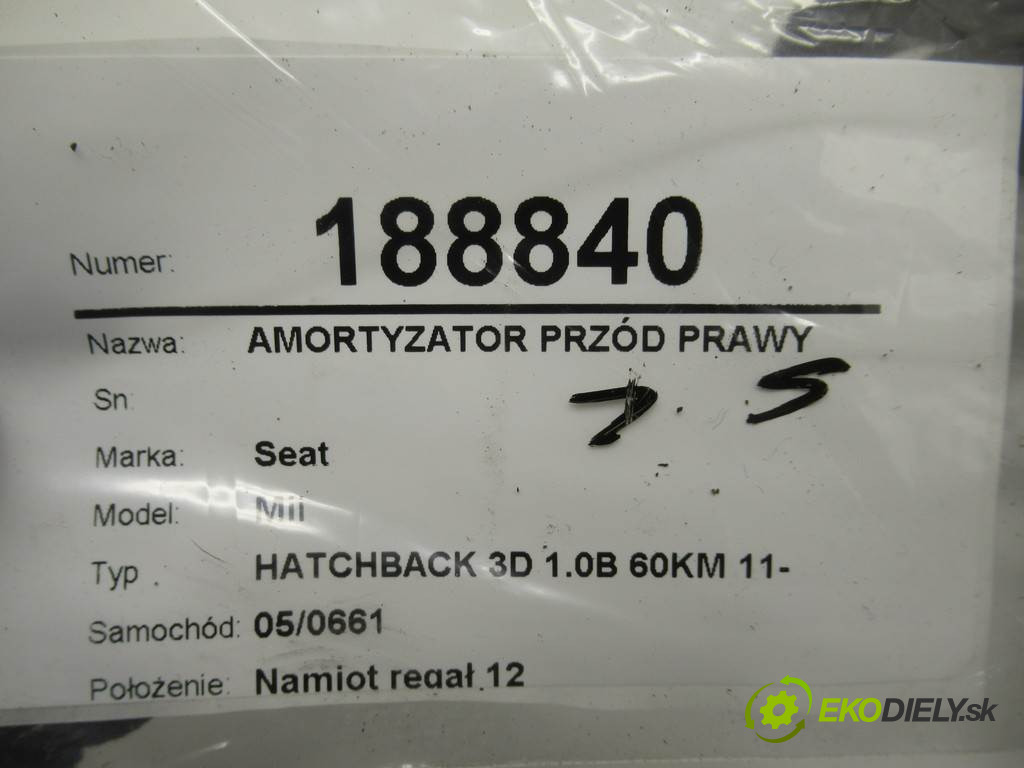 Numer: 188840
Nazwa: AMORTYZATOR PRZÓD PRAWY
Sn:
7.5
Marka: Seat
Model: Mii
Typ : HATCHBACK 3D 1.0B 60KM 11-
Samochód: 05/0661
Położenie: Namiot regał 12
EKODIELY.sk